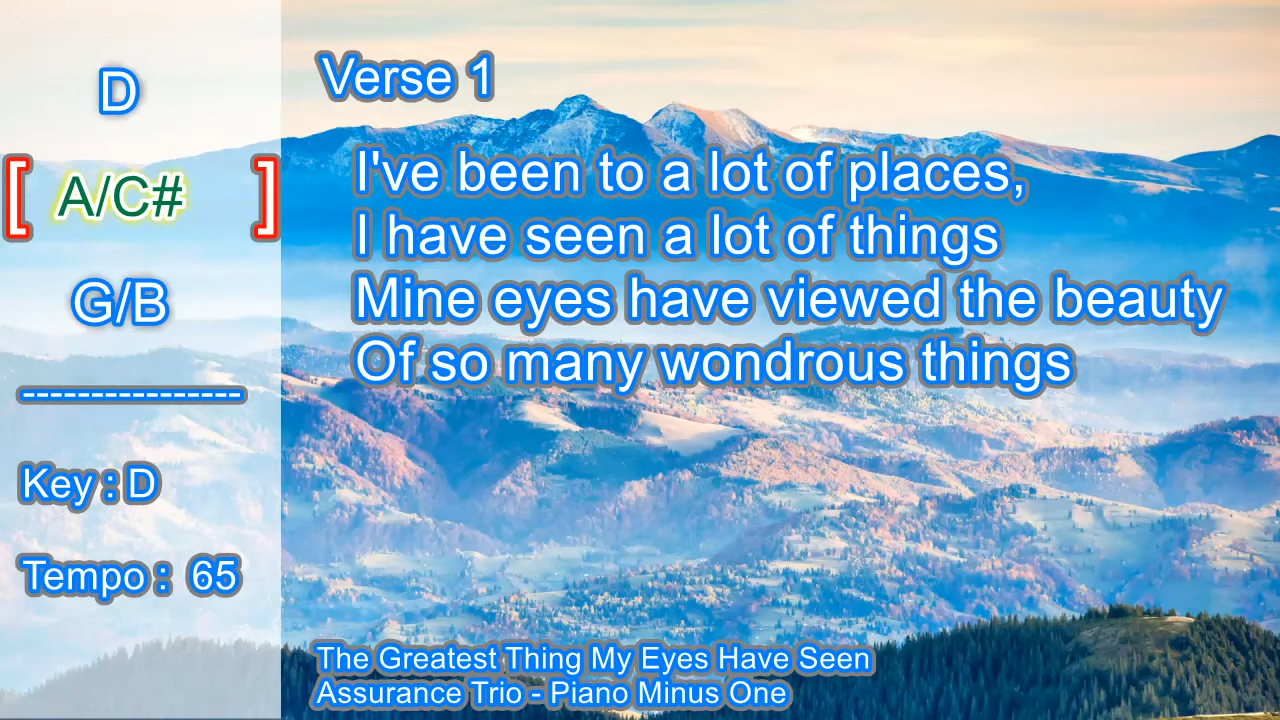 D
[ A/C# ]
G/B
----------------
Key : D
Tempo : 65
Verse 1
I've been to a lot of places,
I have seen a lot of things
Mine eyes have viewed the beauty
Of so many wondrous things
The Greatest Thing My Eyes Have Seen
Assurance Trio - Piano Minus One